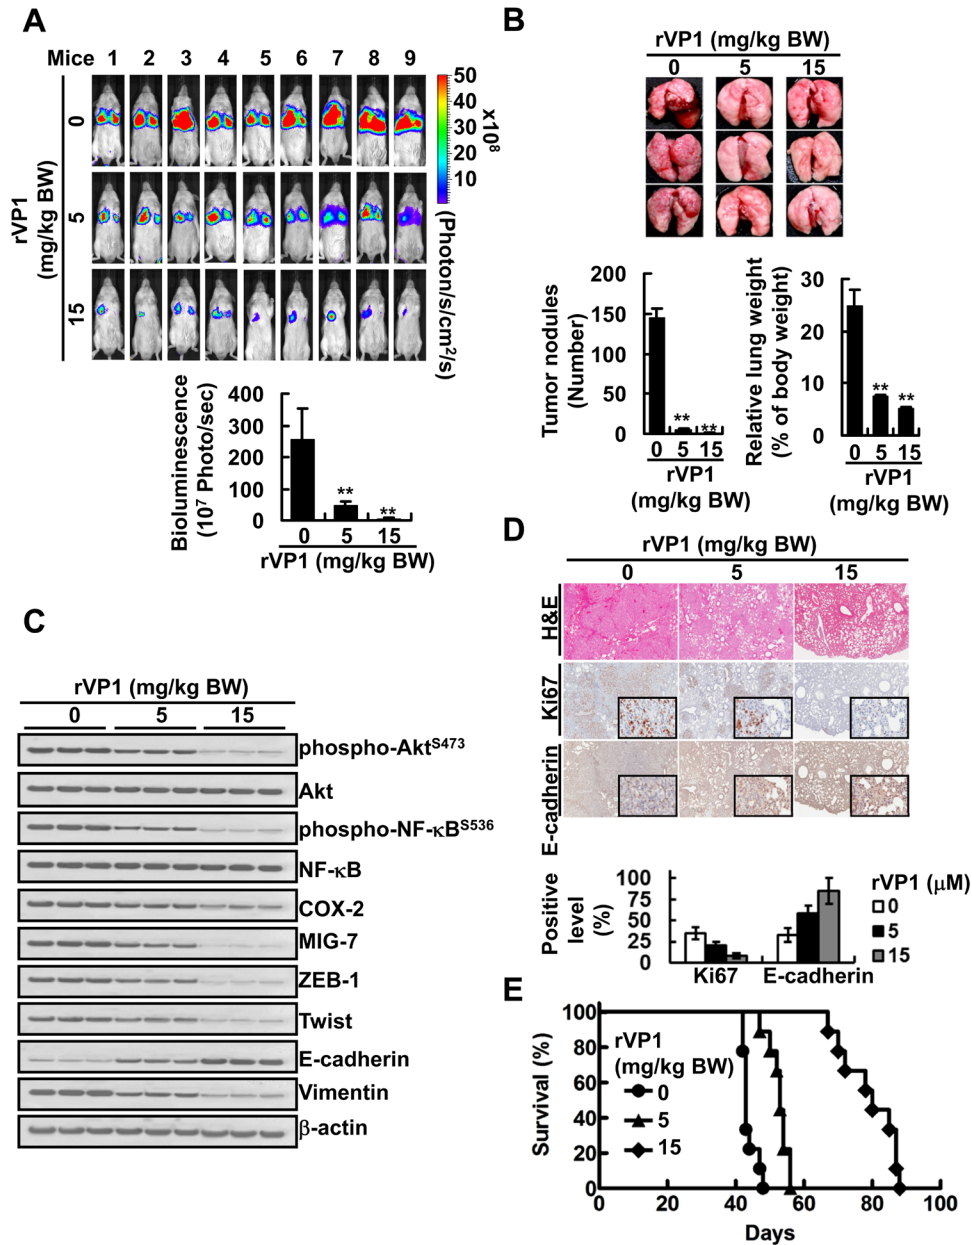 A
Mice 1 2 3 4 5 6 7 8 9
rVP1
(mg/kg BW)
0
5
15
50
40
30
20
10
x10⁸
(Photon/s/cm²/s)
Bioluminescence
(10⁷ Photo/sec)
400
300
200
100
0
**
**
0 5 15
rVP1 (mg/kg BW)
B
rVP1 (mg/kg BW)
0 5 15
Tumor nodules
(Number)
200
150
100
50
0
**
**
0 5 15
rVP1
(mg/kg BW)
Relative lung weight
(% of body weight)
30
20
10
0
**
**
0 5 15
rVP1
(mg/kg BW)
C
rVP1 (mg/kg BW)
0 5 15
phospho-Akt^S473
Akt
phospho-NF-κB^S536
NF-κB
COX-2
MIG-7
ZEB-1
Twist
E-cadherin
Vimentin
β-actin
D
rVP1 (mg/kg BW)
0 5 15
H&E
Ki67
E-cadherin
Positive
level
(%)
100
75
50
25
0
Ki67 E-cadherin
rVP1 (μM)
0
5
15
E
Survival (%)
100
80
60
40
20
0
rVP1
(mg/kg BW)
0
5
15
0 20 40 60 80 100
Days